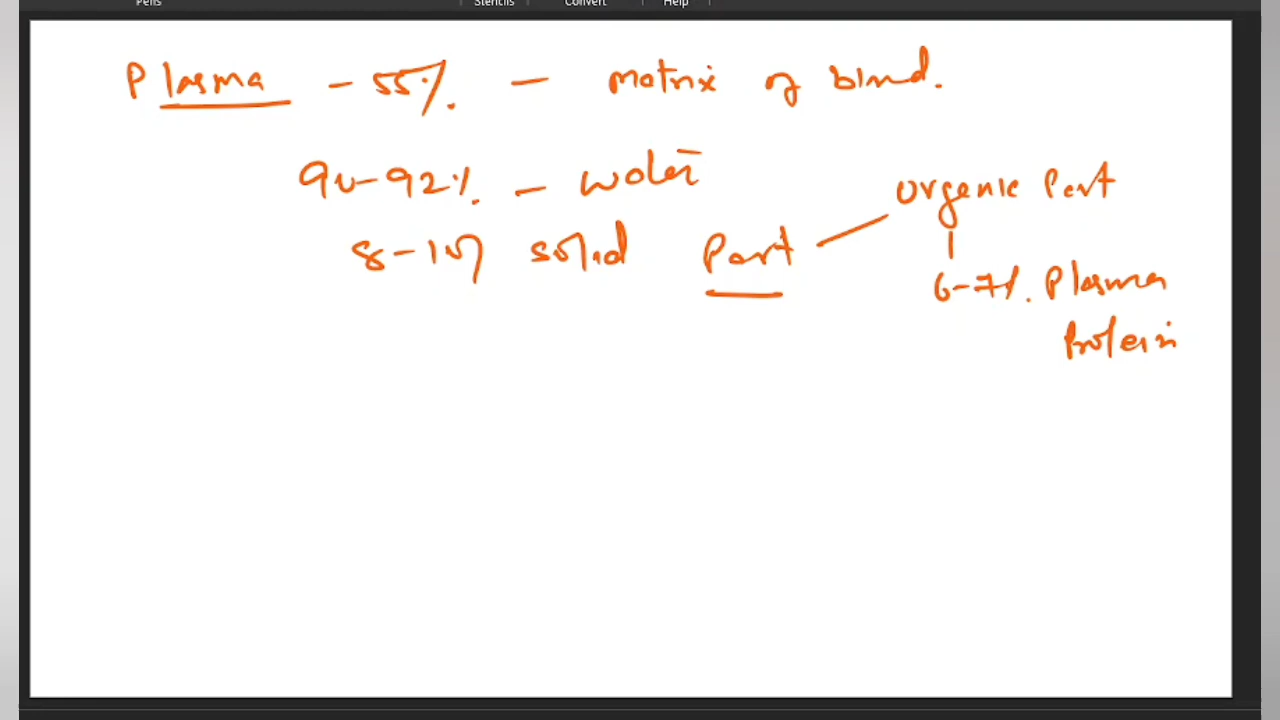 Pens Stencils Convert Help
Plasma - 55%. - matrix of blood.
90-92%. - water
8-10% solid Part
organic Part
6-7%. Plasma
Protein